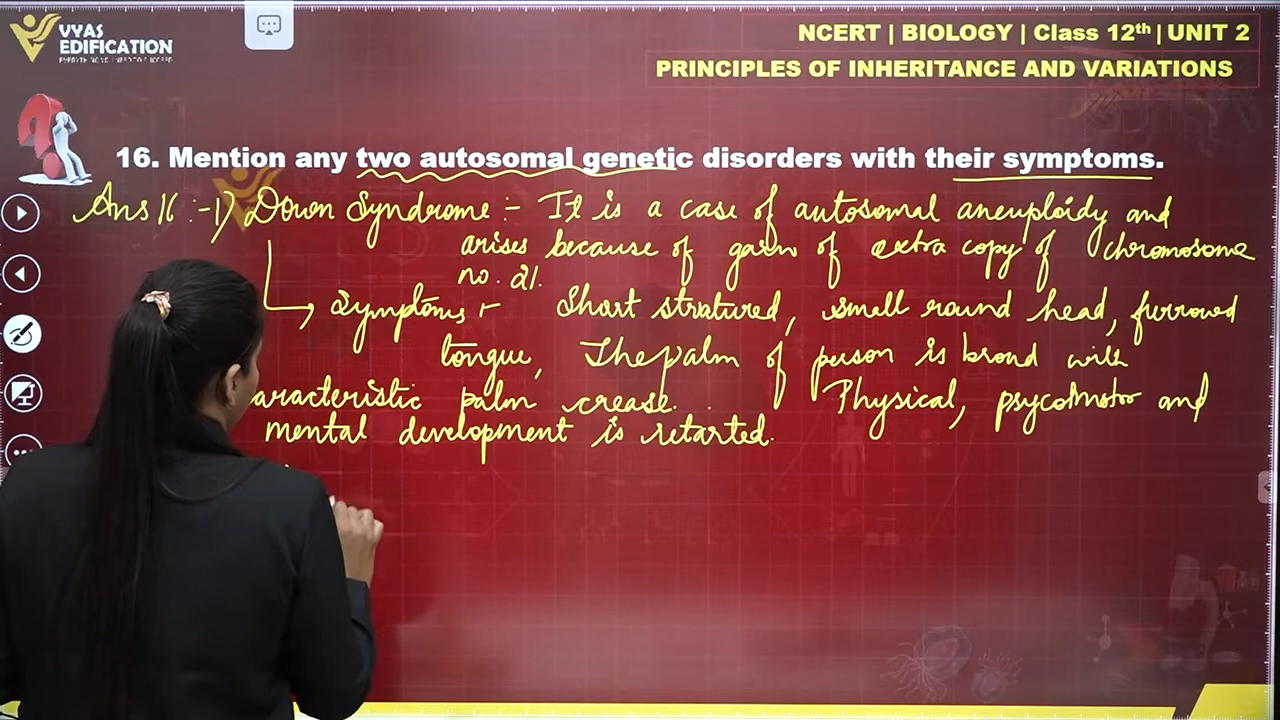 VYAS
EDIFICATION
NCERT | BIOLOGY | Class 12th | UNIT 2
PRINCIPLES OF INHERITANCE AND VARIATIONS
16. Mention any two autosomal genetic disorders with their symptoms.
Ans 16 :- 1) Down Syndrome :- It is a case of autosomal aneuploidy and
arises because of gain of extra copy of chromosome
no. 21.
Symptoms :- Short stratured, small round head, furrowed
tongue, The palm of person is broad with
aracteristic palm crease. Physical, psycomotor and
mental development is retarted.